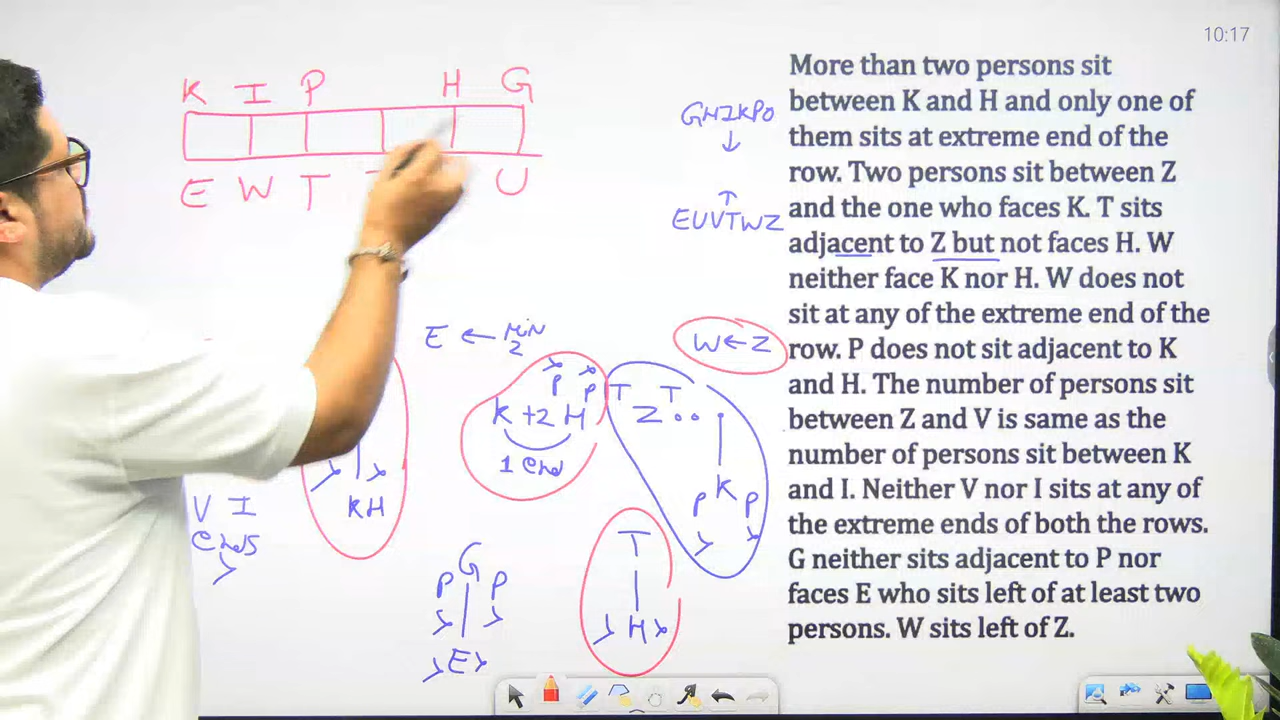 10:17
K I P H G
E W T U
GHIKPO
↓
↑
EUVTWZ
More than two persons sit
between K and H and only one of
them sits at extreme end of the
row. Two persons sit between Z
and the one who faces K. T sits
adjacent to Z but not faces H. W
neither face K nor H. W does not
sit at any of the extreme end of the
row. P does not sit adjacent to K
and H. The number of persons sit
between Z and V is same as the
number of persons sit between K
and I. Neither V nor I sits at any of
the extreme ends of both the rows.
G neither sits adjacent to P nor
faces E who sits left of at least two
persons. W sits left of Z.
E ← Min 2
W ← Z
P P
K +2 H
1 end
T T
Z • • •
P K P
K H
V I
ends
G
P P
E
T
H